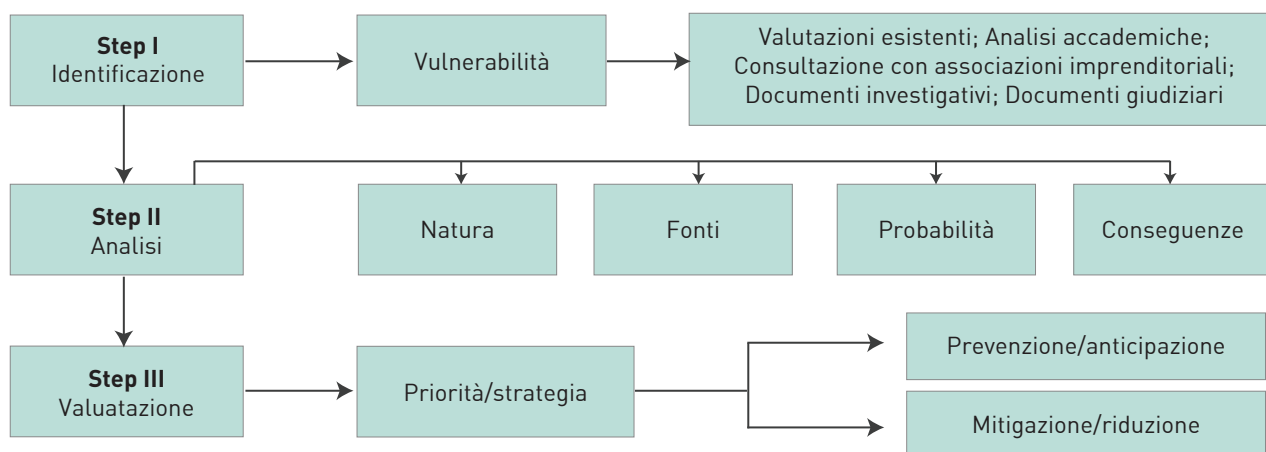 Step I
Identificazione
Vulnerabilità
Valutazioni esistenti; Analisi accademiche;
Consultazione con associazioni imprenditoriali;
Documenti investigativi; Documenti giudiziari
Step II
Analisi
Natura
Fonti
Probabilità
Conseguenze
Step III
Valuatazione
Priorità/strategia
Prevenzione/anticipazione
Mitigazione/riduzione